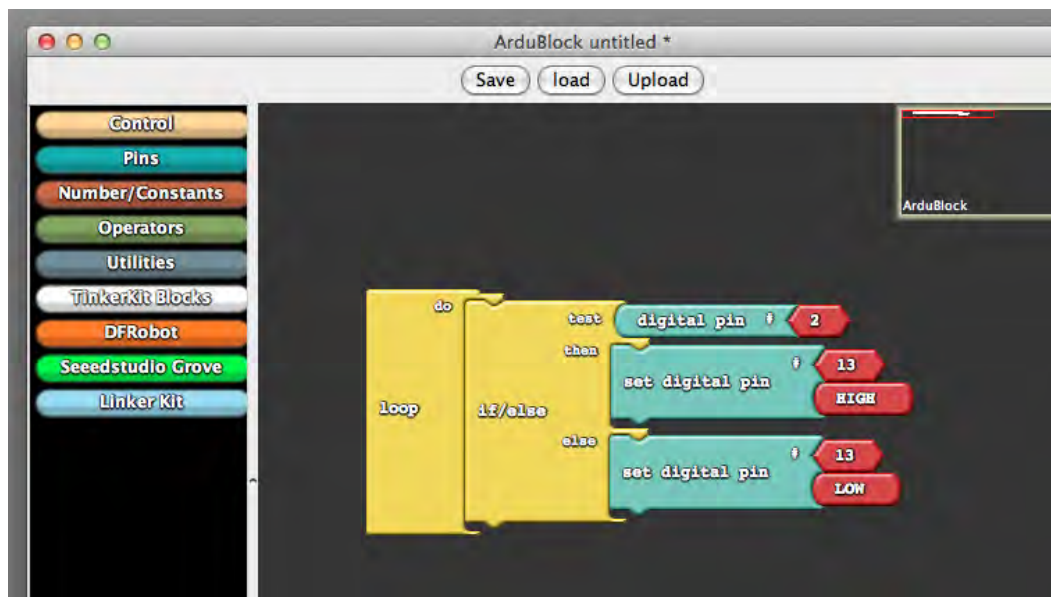 ArduBlock untitled *
Save load Upload
Control
Pins
Number/Constants
Operators
Utilities
TinkerKit Blocks
DFRobot
Seeedstudio Grove
Linker Kit
ArduBlock
loop
do
if/else
test
digital pin # 2
then
set digital pin
# 13
HIGH
else
set digital pin
# 13
LOW